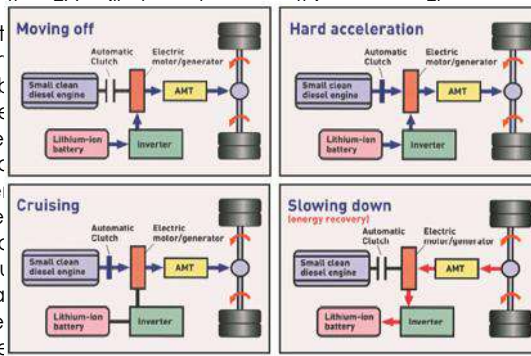 Moving off
Automatic
Clutch
Electric
motor/generator
Small clean
diesel engine
AMT
Lithium-ion
battery
Inverter
Hard acceleration
Automatic
Clutch
Electric
motor/generator
Small clean
diesel engine
AMT
Lithium-ion
battery
Inverter
Cruising
Automatic
Clutch
Electric
motor/generator
Small clean
diesel engine
AMT
Lithium-ion
battery
Inverter
Slowing down
(energy recovery)
Automatic
Clutch
Electric
motor/generator
Small clean
diesel engine
AMT
Lithium-ion
battery
Inverter